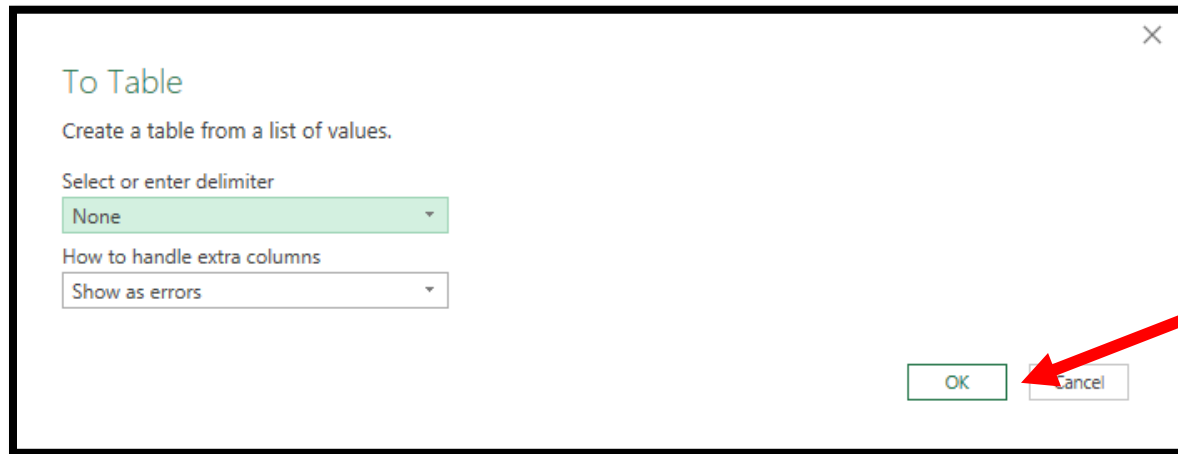 To Table
Create a table from a list of values.
Select or enter delimiter
None
How to handle extra columns
Show as errors
OK Cancel